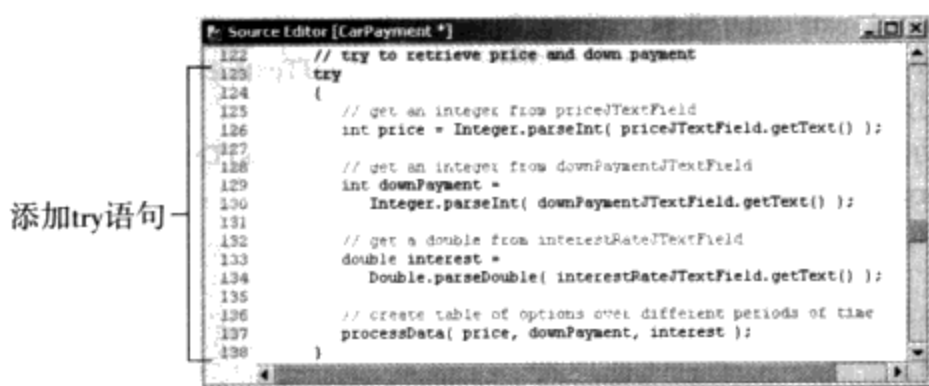 Source Editor [CarPayment *]
122 // try to retrieve price and down payment
123 try
124 {
125 // get an integer from priceJTextField
126 int price = Integer.parseInt( priceJTextField.getText() );
127
128 // get an integer from downPaymentJTextField
129 int downPayment =
130 Integer.parseInt( downPaymentJTextField.getText() );
131
132 // get a double from interestRateJTextField
133 double interest =
134 Double.parseDouble( interestRateJTextField.getText() );
135
136 // create table of options over different periods of time
137 processData( price, downPayment, interest );
138 }
添加try语句